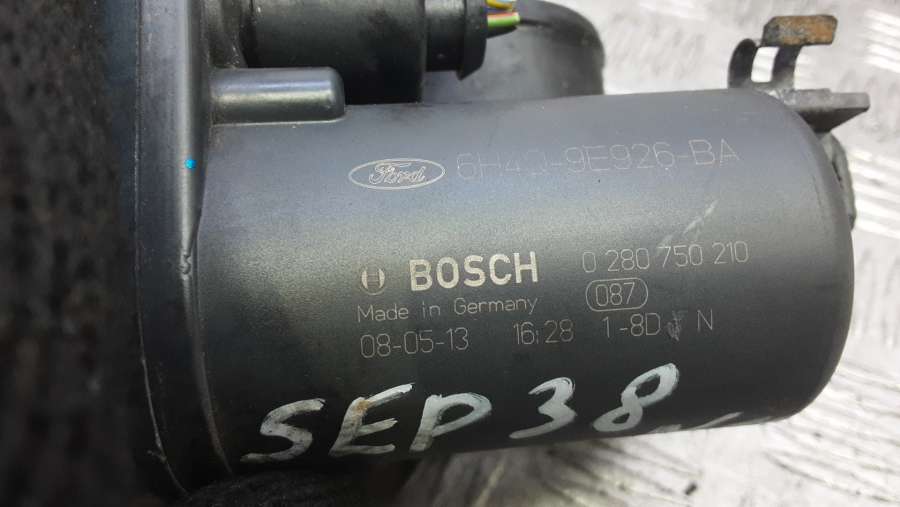 Ford 6H4Q-9E926-BA
BOSCH 0 280 750 210
Made in Germany 087
08-05-13 16:28 1-8D N
SEP 38